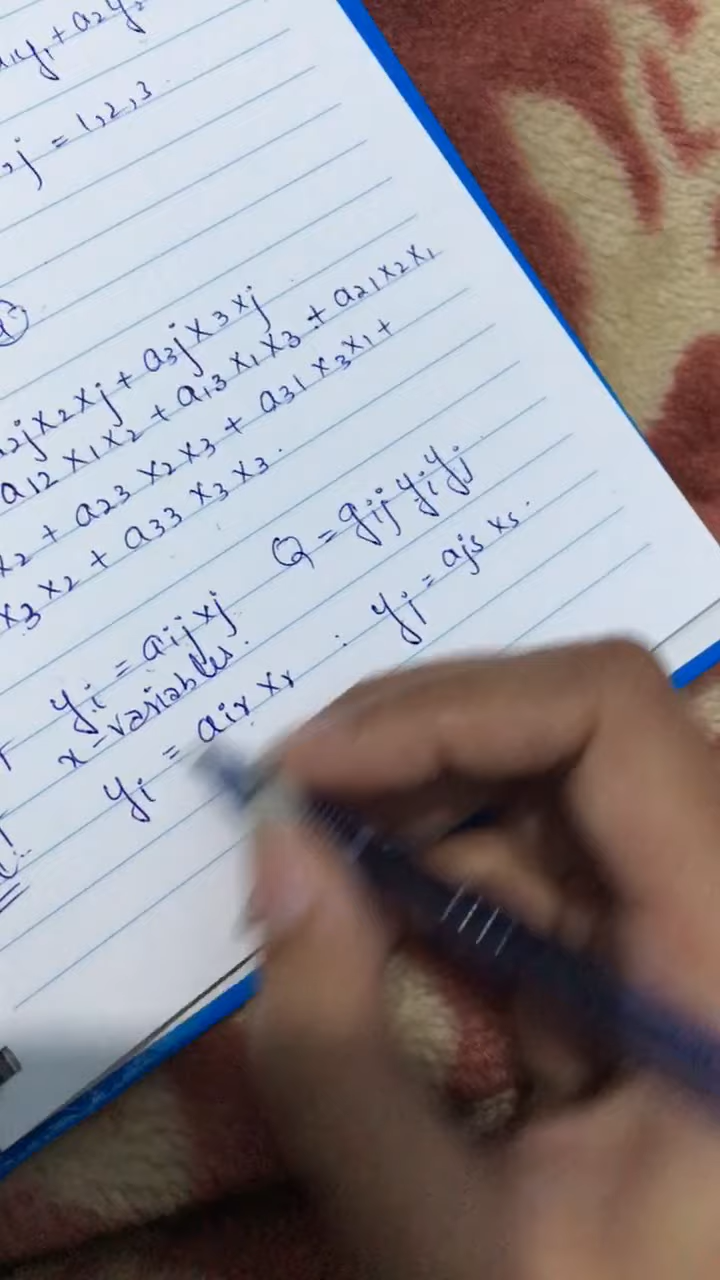 y₁ + a₂y₂
j = 1,2,3.
2jx2xj + a3jx3xj
a12x1x2 + a13x1x3 + a21x2x1
x2 + a23x2x3 + a31x3x1 +
x3x2 + a33x3x3.
yi = aijxj Q = gijyiyj
x-variables.
yi = airxr : yj = ajsxs.